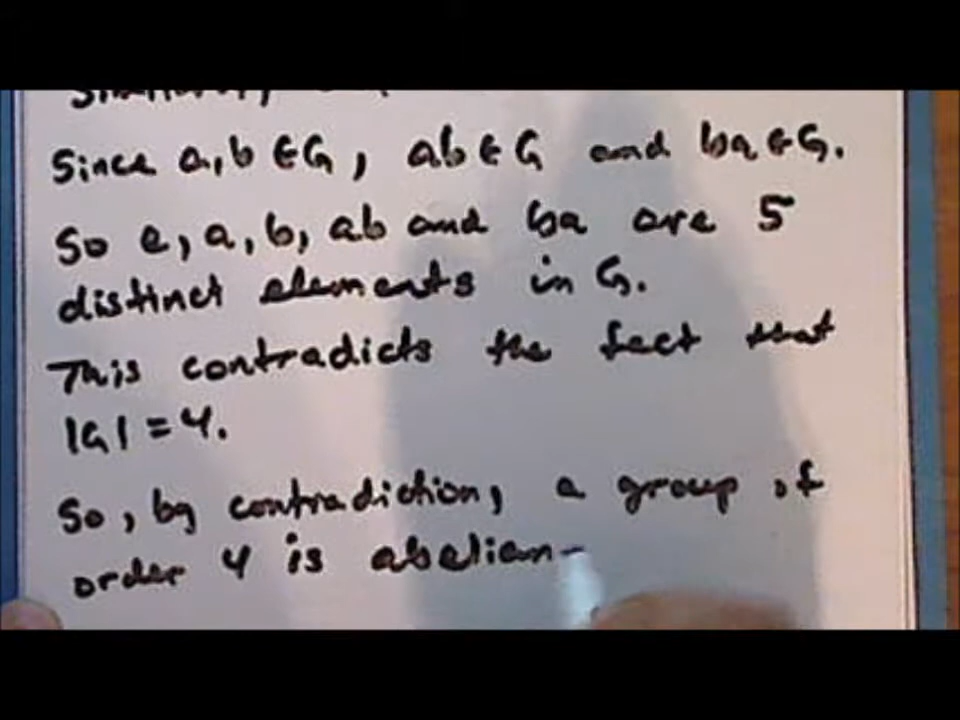 Since a, b ∈ G, ab ∈ G and ba ∈ G.
So e, a, b, ab and ba are 5
distinct elements in G.
This contradicts the fact that
|G| = 4.
So, by contradiction, a group of
order 4 is abelian-